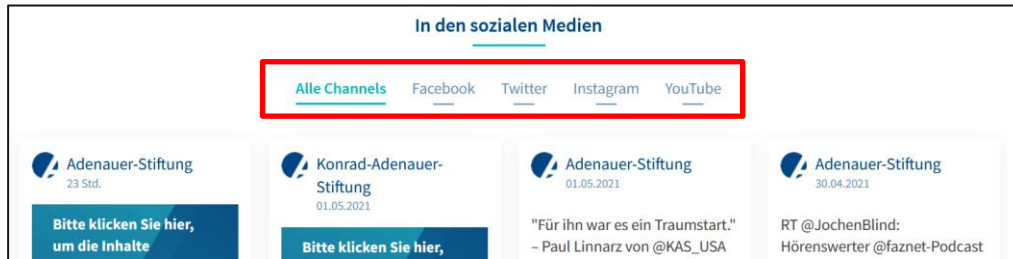 In den sozialen Medien
Alle Channels Facebook Twitter Instagram YouTube
Adenauer-Stiftung
23 Std.
Bitte klicken Sie hier,
um die Inhalte
Konrad-Adenauer-
Stiftung
01.05.2021
Bitte klicken Sie hier,
Adenauer-Stiftung
01.05.2021
"Für ihn war es ein Traumstart."
– Paul Linnarz von @KAS_USA
Adenauer-Stiftung
30.04.2021
RT @JochenBlind:
Hörenswerter @faznet-Podcast